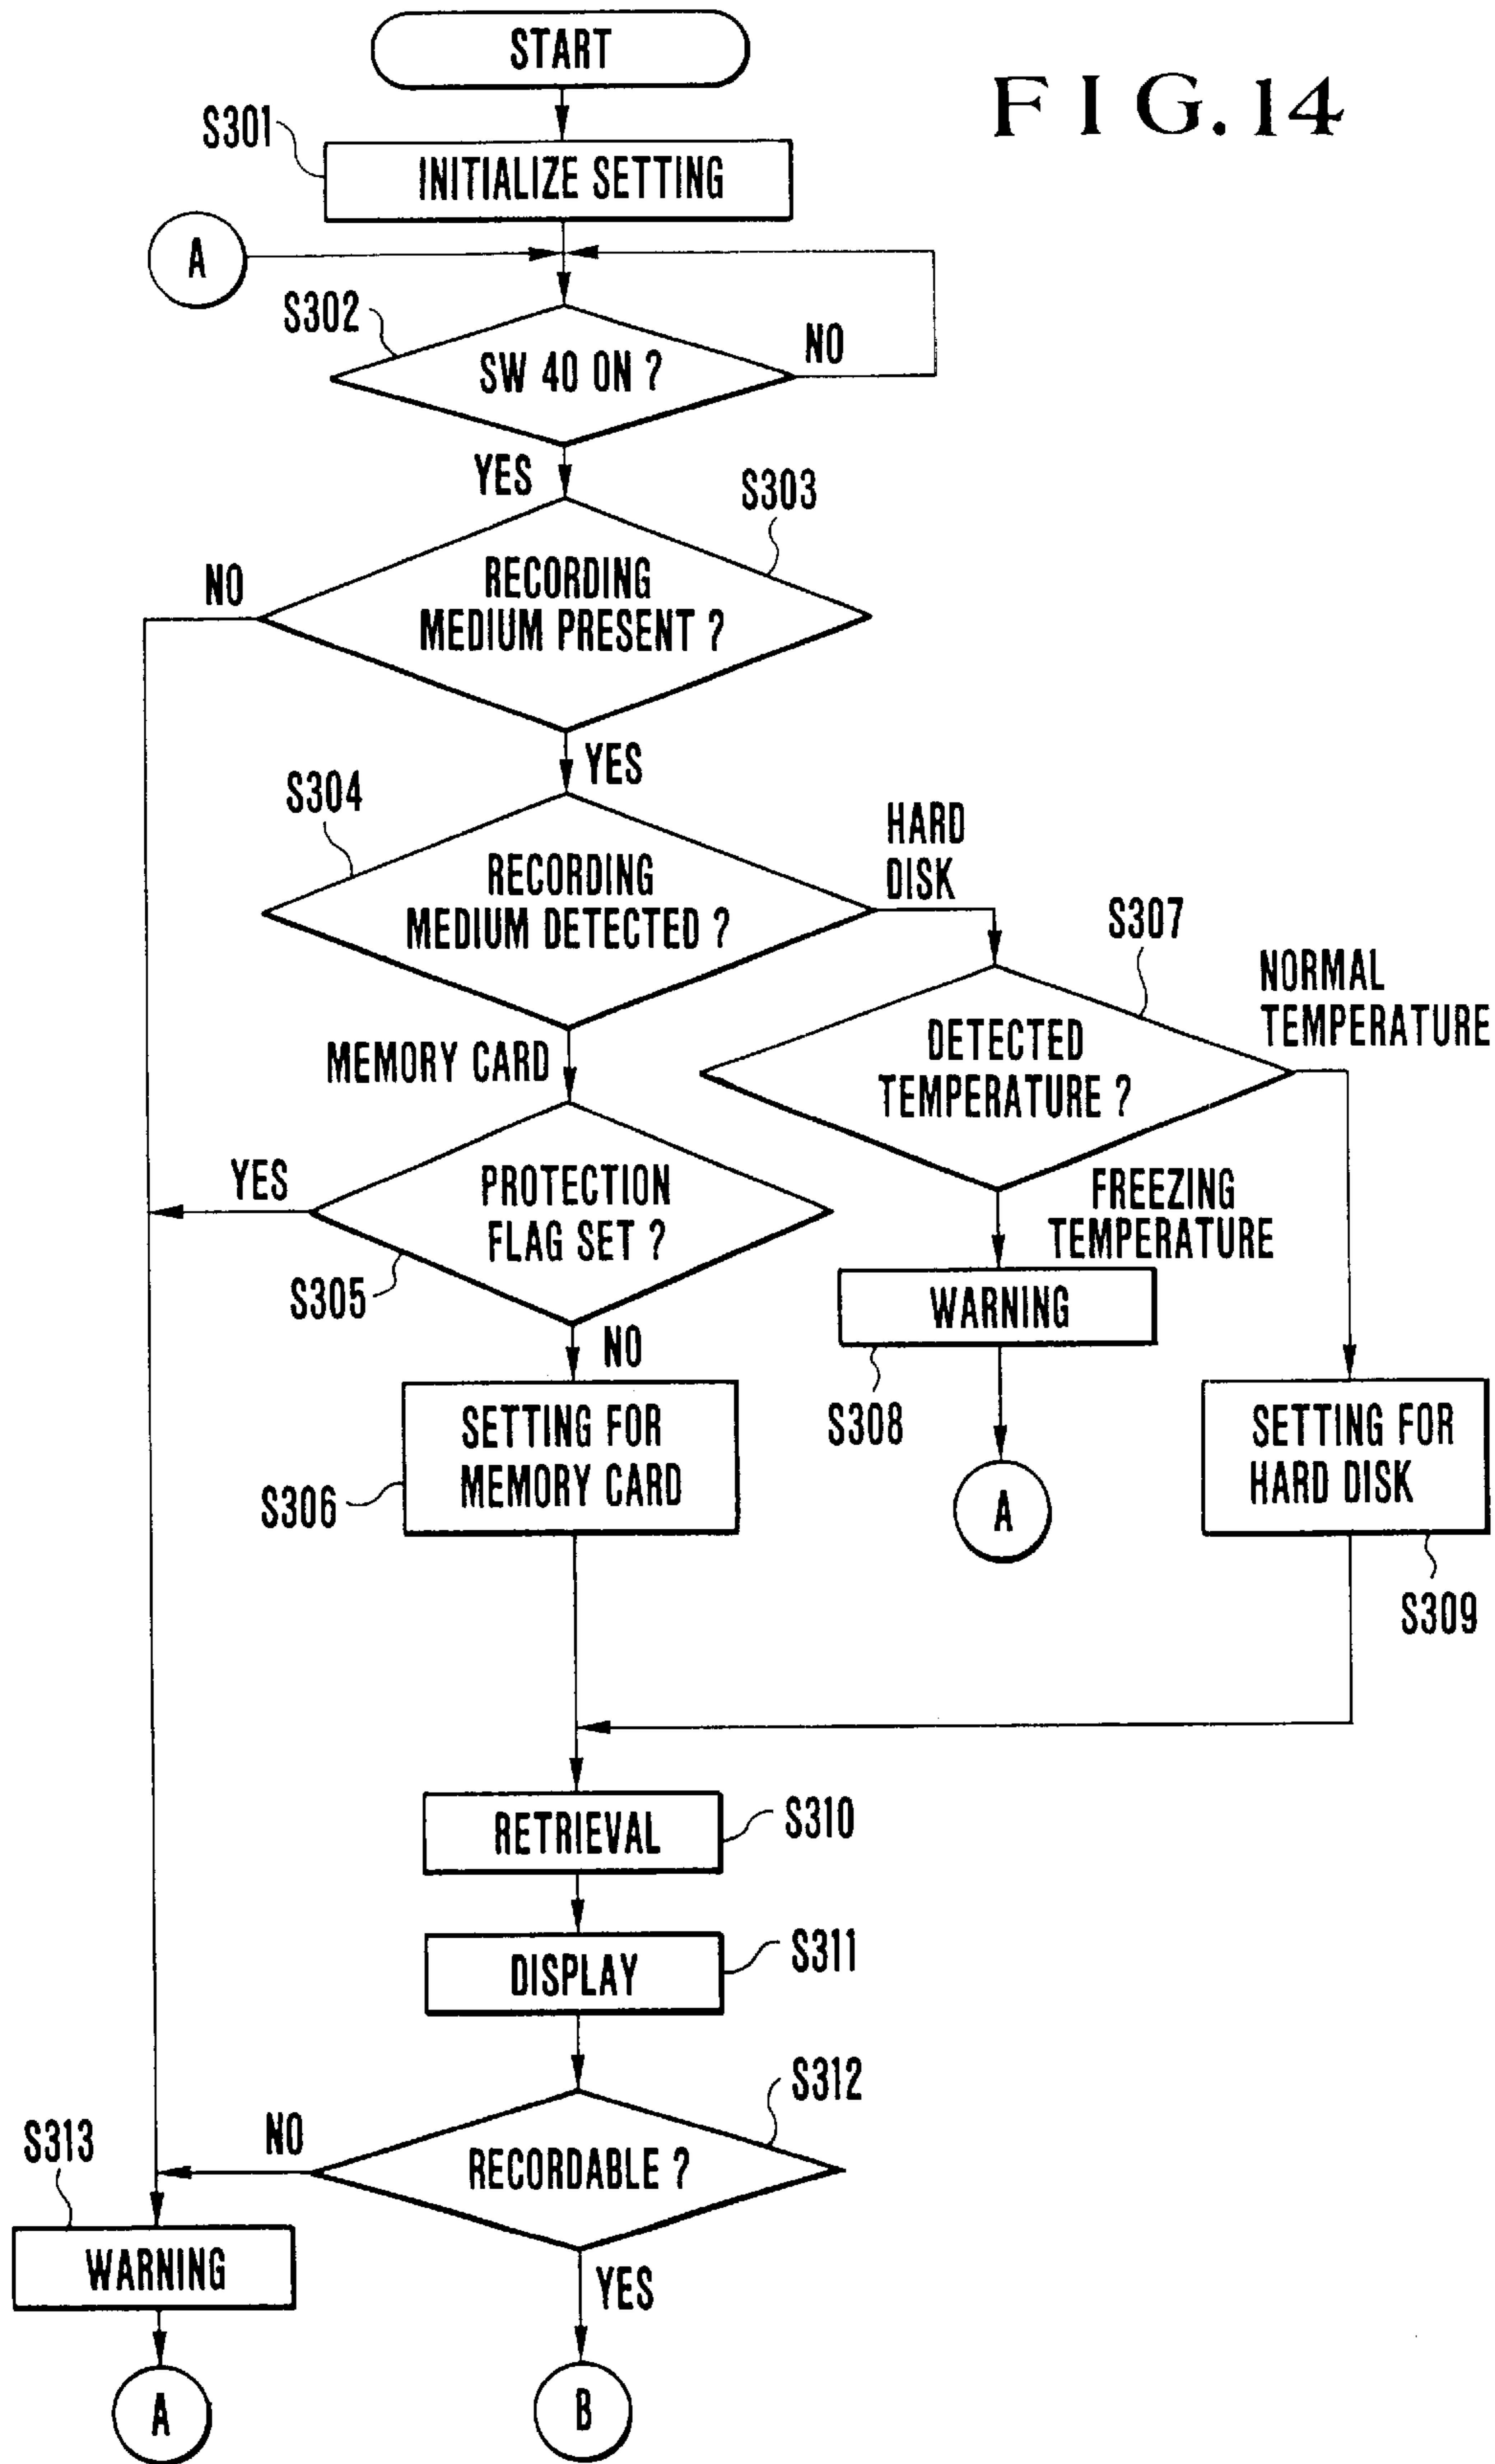 START
FIG.14
S301
INITIALIZE SETTING
A
S302
SW 40 ON ?
NO
YES
S303
NO
RECORDING
MEDIUM PRESENT ?
YES
S304
RECORDING
MEDIUM DETECTED ?
HARD
DISK
S307
NORMAL
TEMPERATURE
MEMORY CARD
DETECTED
TEMPERATURE ?
YES
PROTECTION
FLAG SET ?
S305
FREEZING
TEMPERATURE
NO
WARNING
S308
SETTING FOR
MEMORY CARD
S306
A
SETTING FOR
HARD DISK
S309
RETRIEVAL
S310
DISPLAY
S311
S312
NO
RECORDABLE ?
S313
WARNING
YES
A
B